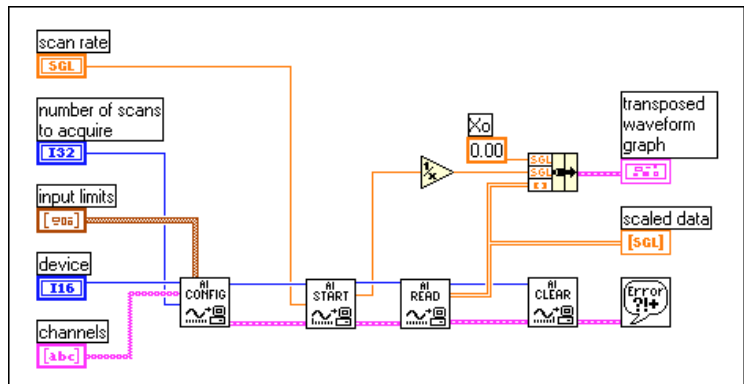 scan rate
SGL
number of scans
to acquire
I32
input limits
device
I16
channels
[abc]
AI
CONFIG
AI
START
AI
READ
AI
CLEAR
Error
?!+
1/x
Xo
0.00
SGL
SGL
[ ]
transposed
waveform
graph
scaled data
[SGL]